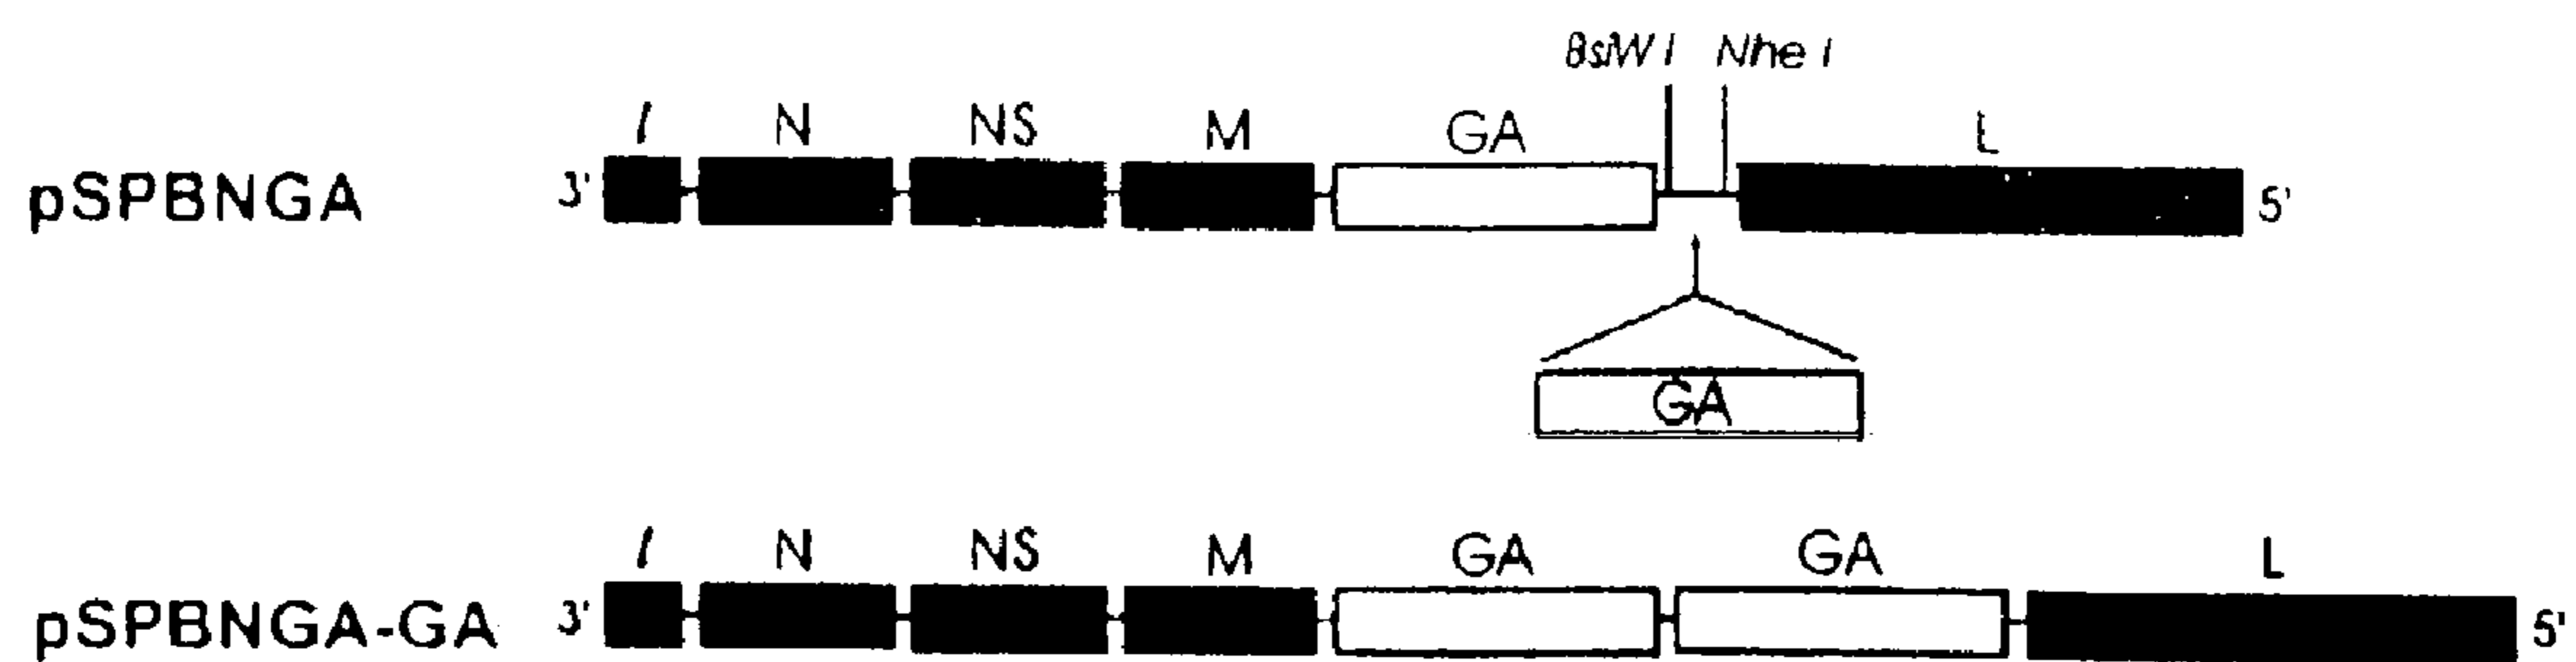 BsiW I Nhe I
l N NS M GA L
pSPBNGA 3' 5'
GA
l N NS M GA GA L
pSPBNGA-GA 3' 5'